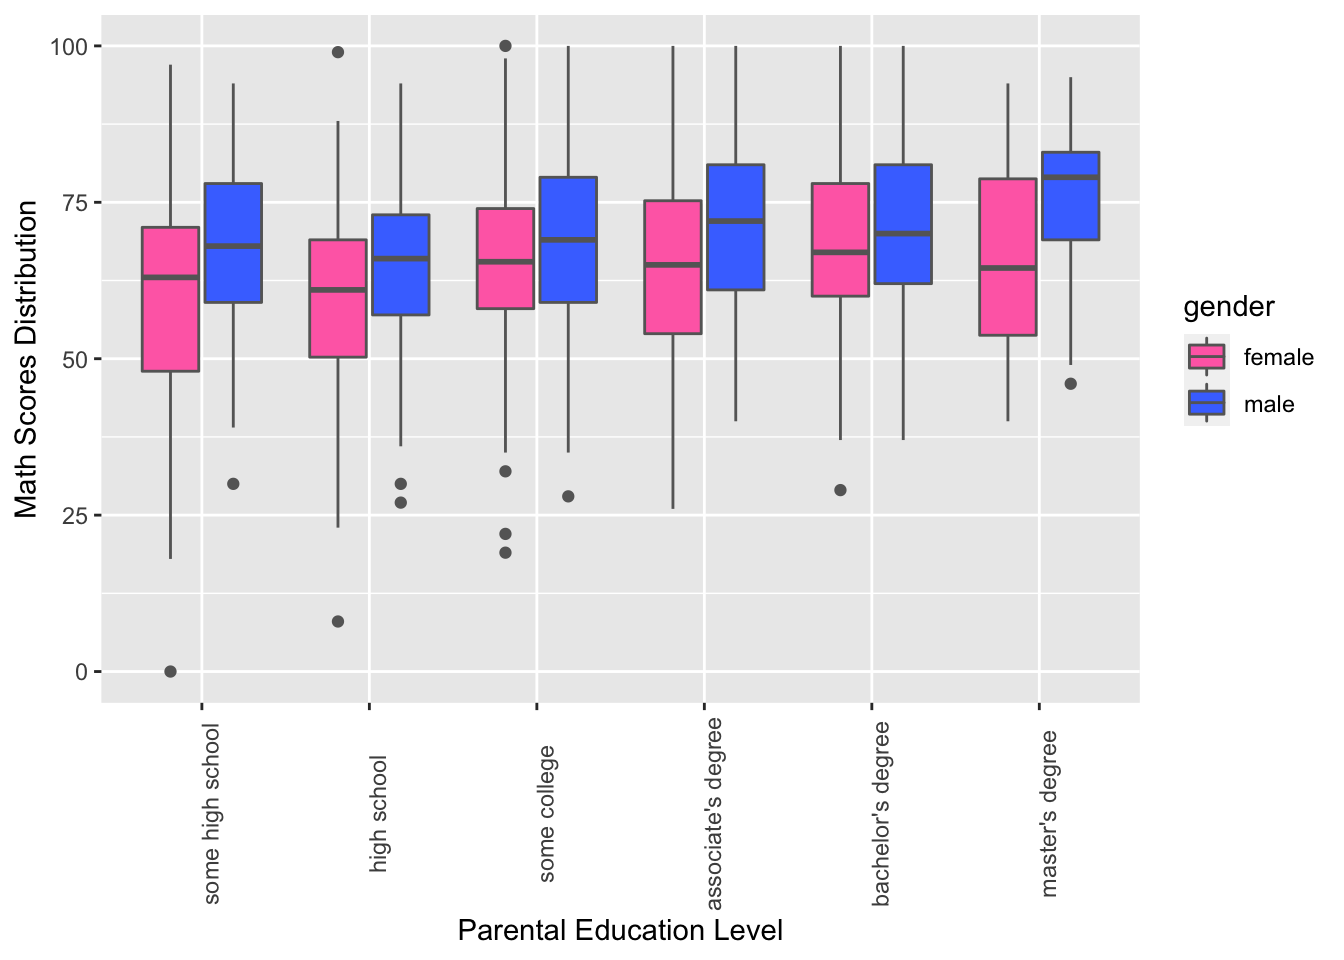 Math Scores Distribution
100
75
50
25
0
some high school
high school
some college
associate's degree
bachelor's degree
master's degree
Parental Education Level
gender
female
male